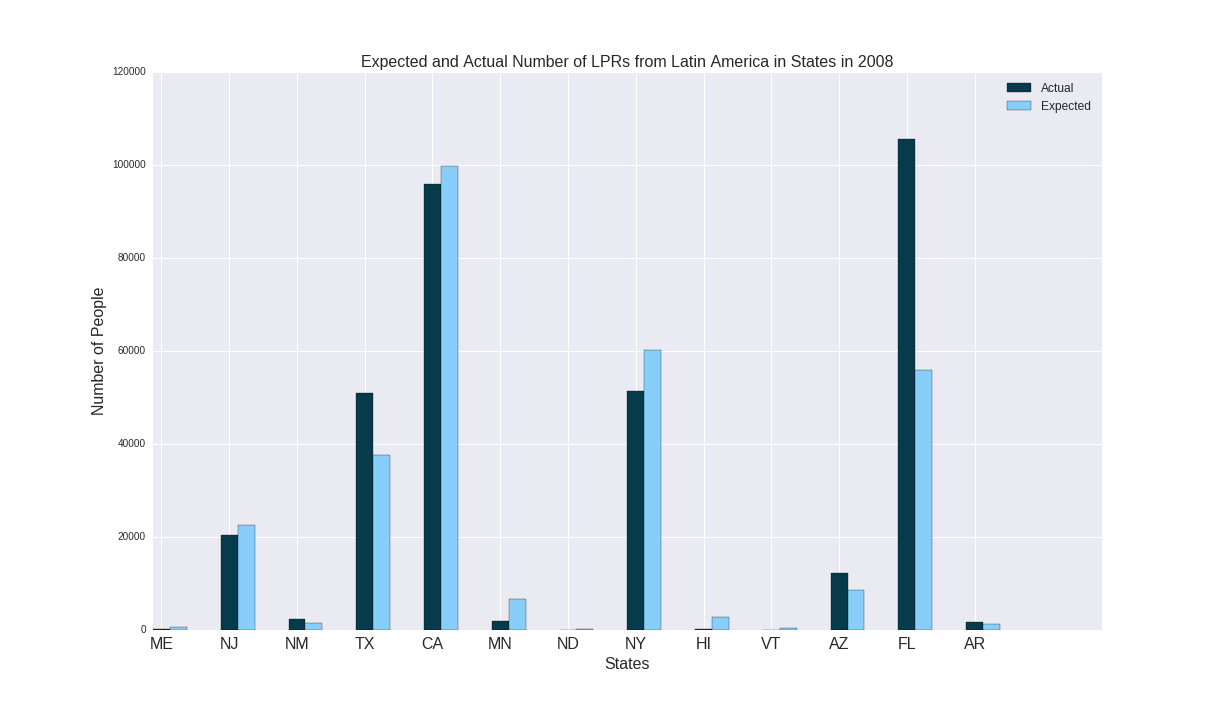 Expected and Actual Number of LPRs from Latin America in States in 2008
Actual
Expected
120000
100000
80000
60000
40000
20000
0
Number of People
ME NJ NM TX CA MN ND NY HI VT AZ FL AR
States